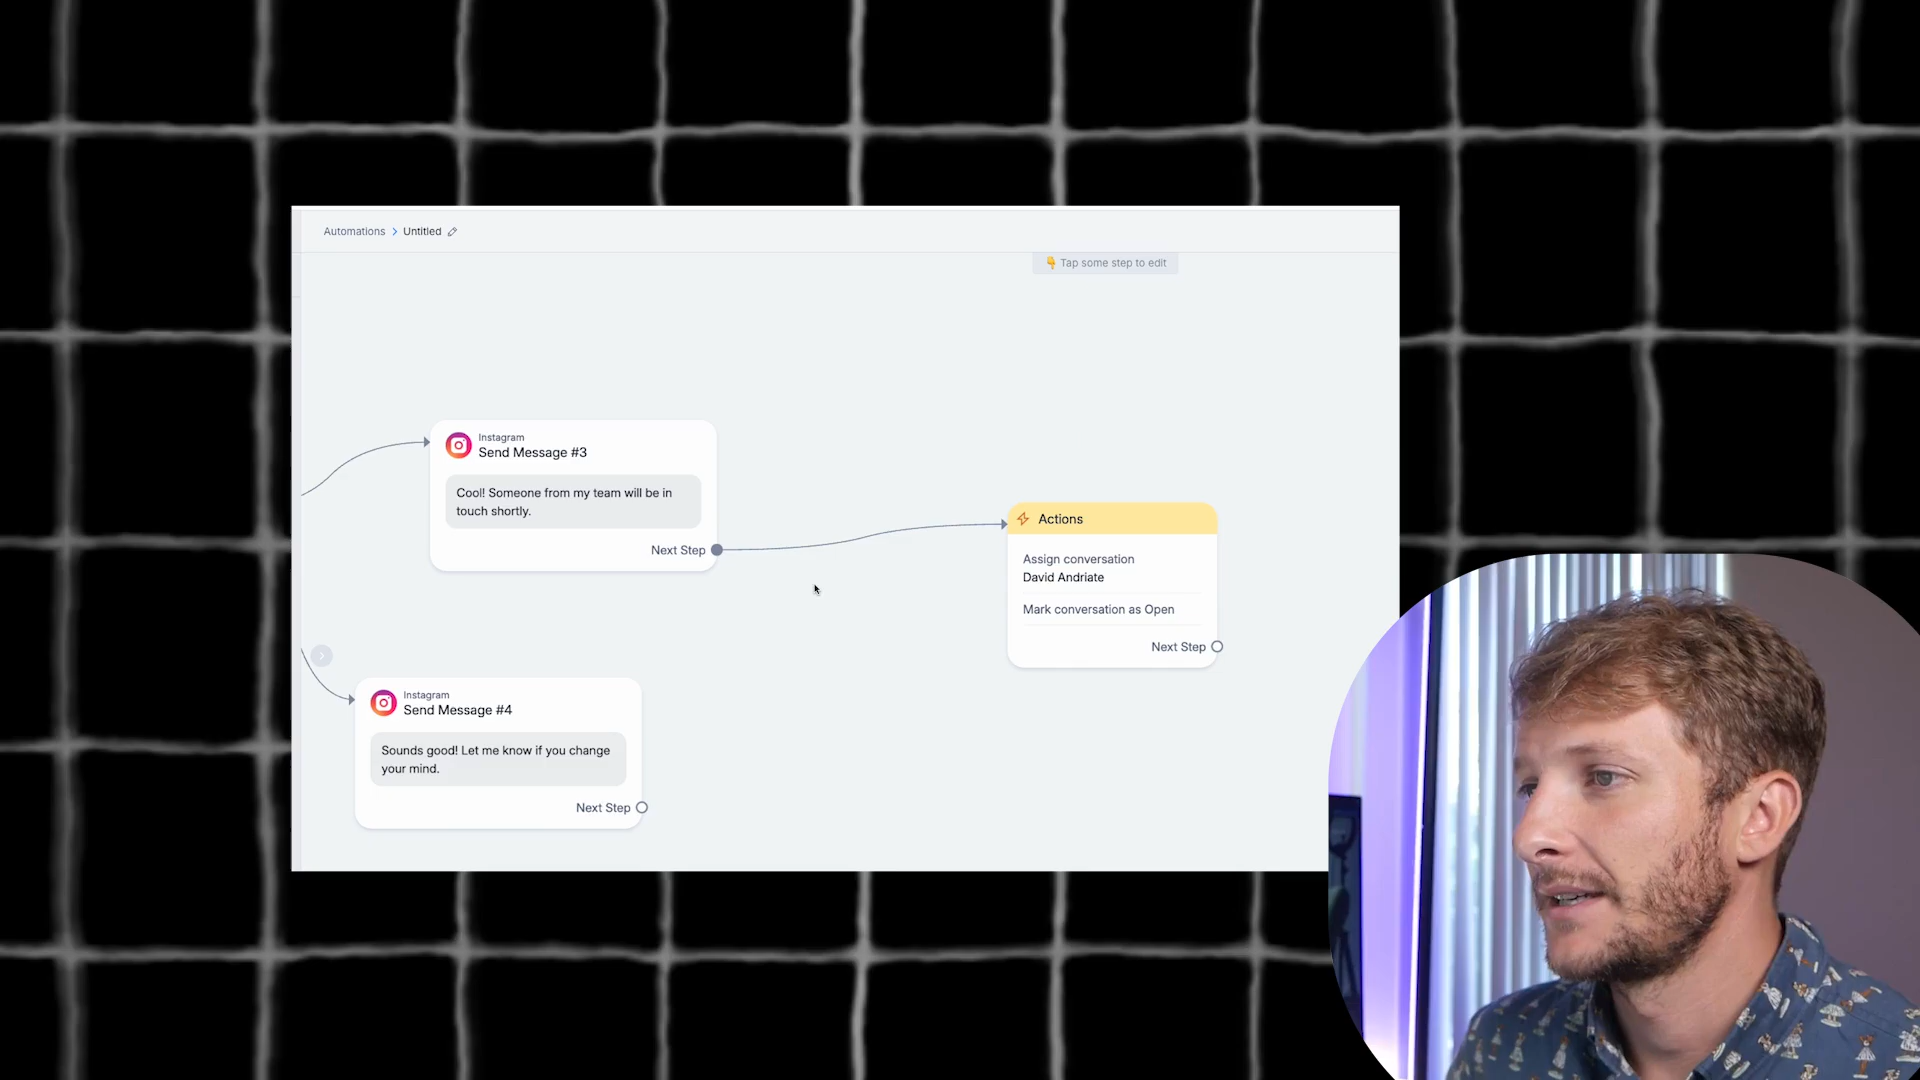 Automations > Untitled
Tap some step to edit
Instagram
Send Message #3
Cool! Someone from my team will be in
touch shortly.
Next Step
Actions
Assign conversation
David Andriate
Mark conversation as Open
Next Step
Instagram
Send Message #4
Sounds good! Let me know if you change
your mind.
Next Step